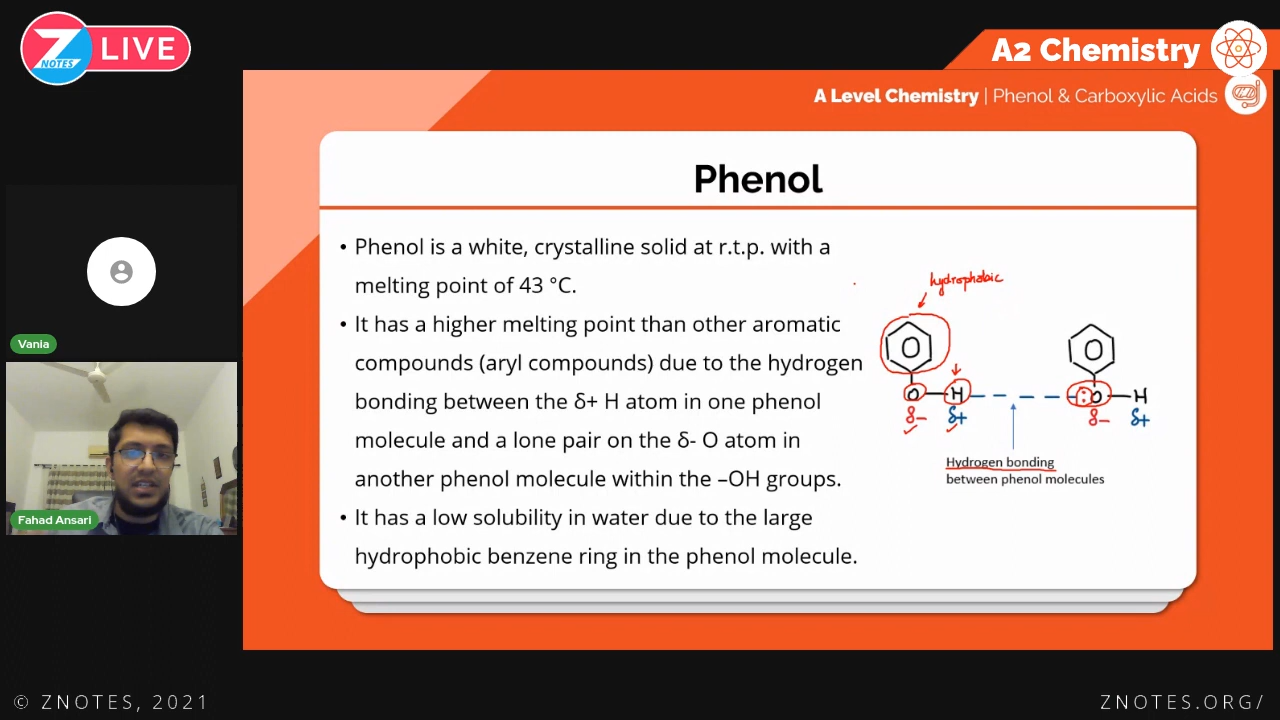 Z NOTES LIVE
A2 Chemistry
A Level Chemistry | Phenol & Carboxylic Acids
Phenol
• Phenol is a white, crystalline solid at r.t.p. with a
melting point of 43 °C.
• It has a higher melting point than other aromatic
compounds (aryl compounds) due to the hydrogen
bonding between the δ+ H atom in one phenol
molecule and a lone pair on the δ- O atom in
another phenol molecule within the –OH groups.
• It has a low solubility in water due to the large
hydrophobic benzene ring in the phenol molecule.
hydrophobic
O H O H
δ- δ+ δ- δ+
Hydrogen bonding
between phenol molecules
Vania
Fahad Ansari
© ZNOTES, 2021
ZNOTES.ORG/